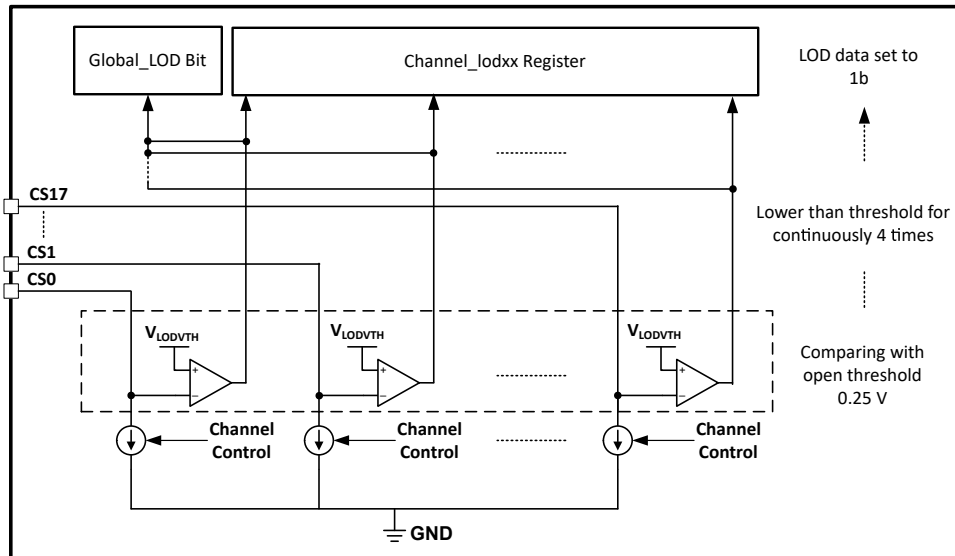 Global_LOD Bit
Channel_lodxx Register
LOD data set to
1b
CS17
Lower than threshold for
continuously 4 times
CS1
CS0
VLODVTH
VLODVTH
VLODVTH
+
+
+
−
−
−
Comparing with
open threshold
0.25 V
Channel
Control
Channel
Control
Channel
Control
GND